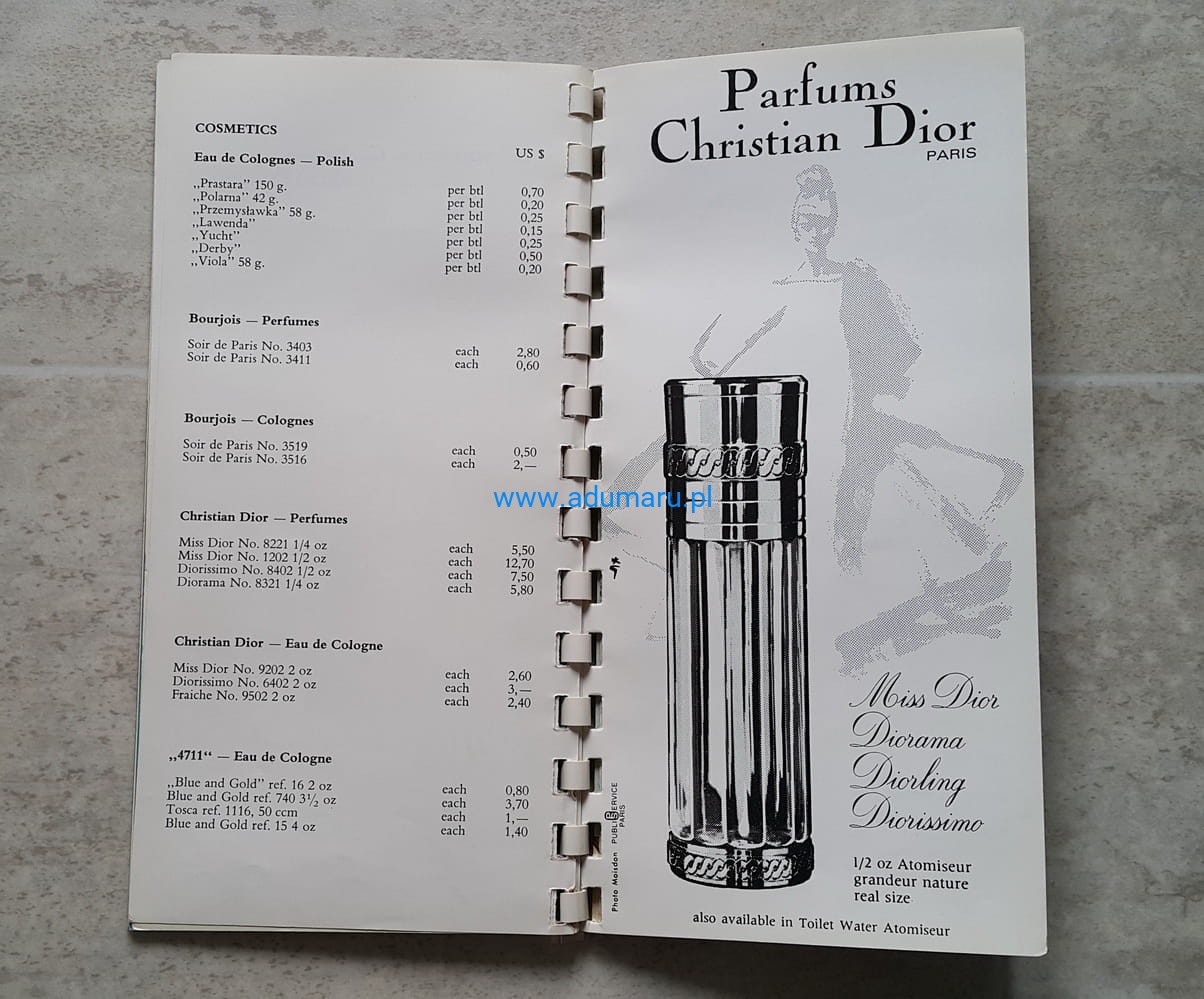 COSMETICS
US $
Eau de Colognes — Polish
„Prastara” 150 g. per btl 0,70
„Polarna” 42 g. per btl 0,20
„Przemysławka” 58 g. per btl 0,25
„Lawenda” per btl 0,15
„Yucht” per btl 0,25
„Derby” per btl 0,50
„Viola” 58 g. per btl 0,20
Bourjois — Perfumes
Soir de Paris No. 3403 each 2,80
Soir de Paris No. 3411 each 0,60
Bourjois — Colognes
Soir de Paris No. 3519 each 0,50
Soir de Paris No. 3516 each 2,—
Christian Dior — Perfumes
Miss Dior No. 8221 1/4 oz each 5,50
Miss Dior No. 1202 1/2 oz each 12,70
Diorissimo No. 8402 1/2 oz each 7,50
Diorama No. 8321 1/4 oz each 5,80
Christian Dior — Eau de Cologne
Miss Dior No. 9202 2 oz each 2,60
Diorissimo No. 6402 2 oz each 3,—
Fraiche No. 9502 2 oz each 2,40
„4711“ — Eau de Cologne
„Blue and Gold” ref. 16 2 oz each 0,80
Blue and Gold ref. 740 3½ oz each 3,70
Tosca ref. 1116, 50 ccm each 1,—
Blue and Gold ref. 15 4 oz each 1,40
Parfums
Christian Dior
PARIS
www.adumaru.pl
Miss Dior
Diorama
Diorling
Diorissimo
1/2 oz Atomiseur
grandeur nature
real size
also available in Toilet Water Atomiseur
Photo Moisdon PUBLI SERVICE
PARIS